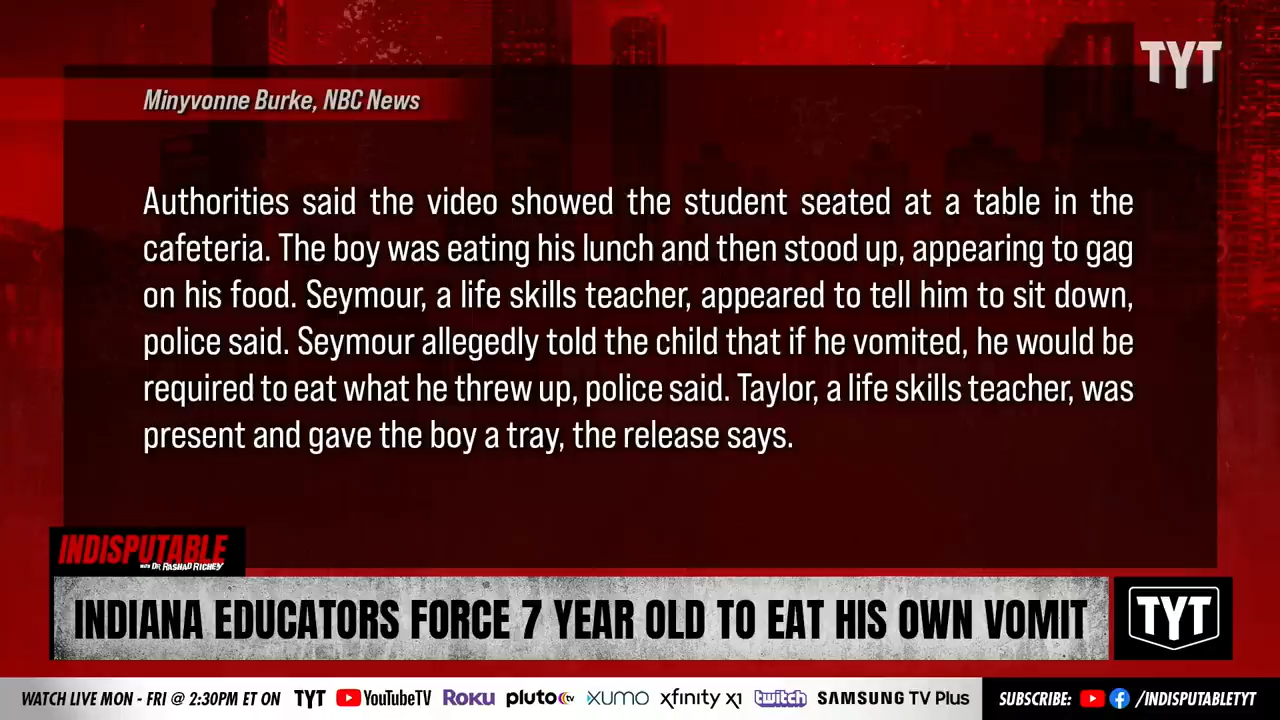 TYT
Minyvonne Burke, NBC News
Authorities said the video showed the student seated at a table in the
cafeteria. The boy was eating his lunch and then stood up, appearing to gag
on his food. Seymour, a life skills teacher, appeared to tell him to sit down,
police said. Seymour allegedly told the child that if he vomited, he would be
required to eat what he threw up, police said. Taylor, a life skills teacher, was
present and gave the boy a tray, the release says.
INDISPUTABLE
WITH DR. RASHAD RICHEY
INDIANA EDUCATORS FORCE 7 YEAR OLD TO EAT HIS OWN VOMIT
TYT
WATCH LIVE MON - FRI @ 2:30PM ET ON TYT YouTubeTV ROKU pluto tv xumo xfinity x1 twitch SAMSUNG TV Plus SUBSCRIBE: /INDISPUTABLETYT